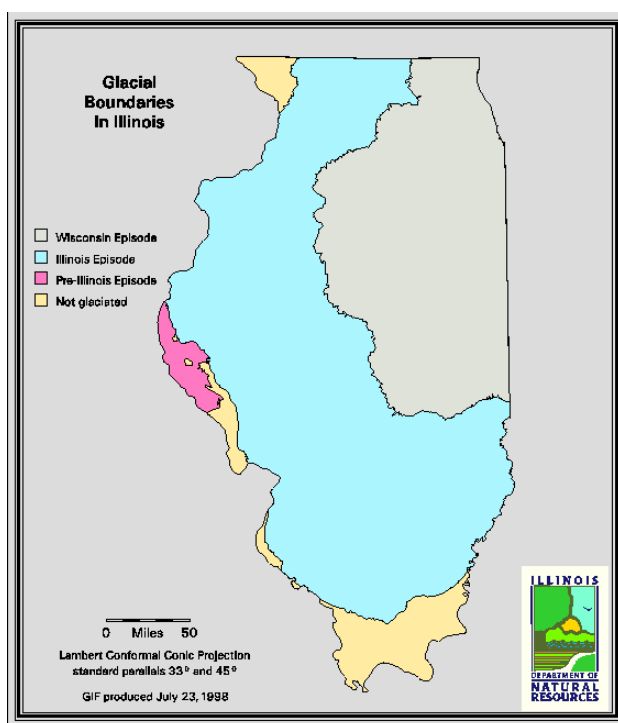 Glacial
Boundaries
In Illinois
Wisconsin Episode
Illinois Episode
Pre-Illinois Episode
Not glaciated
0 Miles 50
Lambert Conformal Conic Projection
standard parallels 33° and 45°
GIF produced July 23, 1998
ILLINOIS
DEPARTMENT OF
NATURAL
RESOURCES